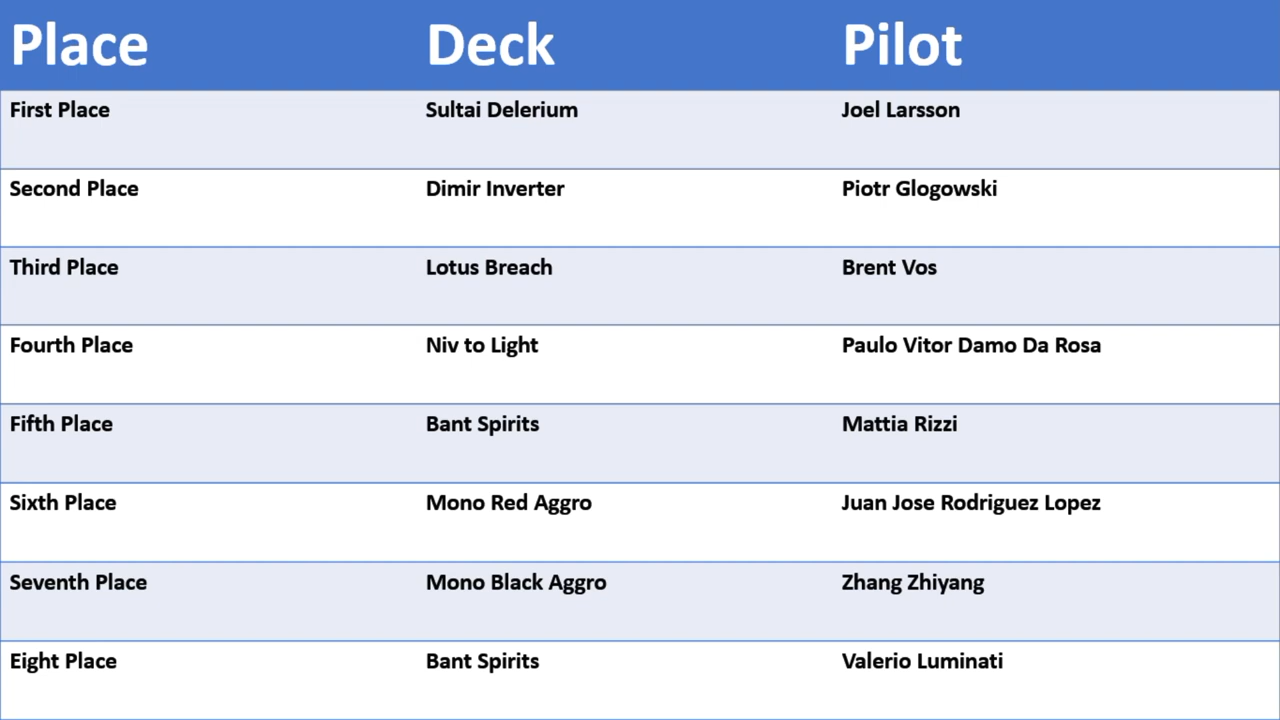 Place Deck Pilot
First Place Sultai Delerium Joel Larsson
Second Place Dimir Inverter Piotr Glogowski
Third Place Lotus Breach Brent Vos
Fourth Place Niv to Light Paulo Vitor Damo Da Rosa
Fifth Place Bant Spirits Mattia Rizzi
Sixth Place Mono Red Aggro Juan Jose Rodriguez Lopez
Seventh Place Mono Black Aggro Zhang Zhiyang
Eight Place Bant Spirits Valerio Luminati